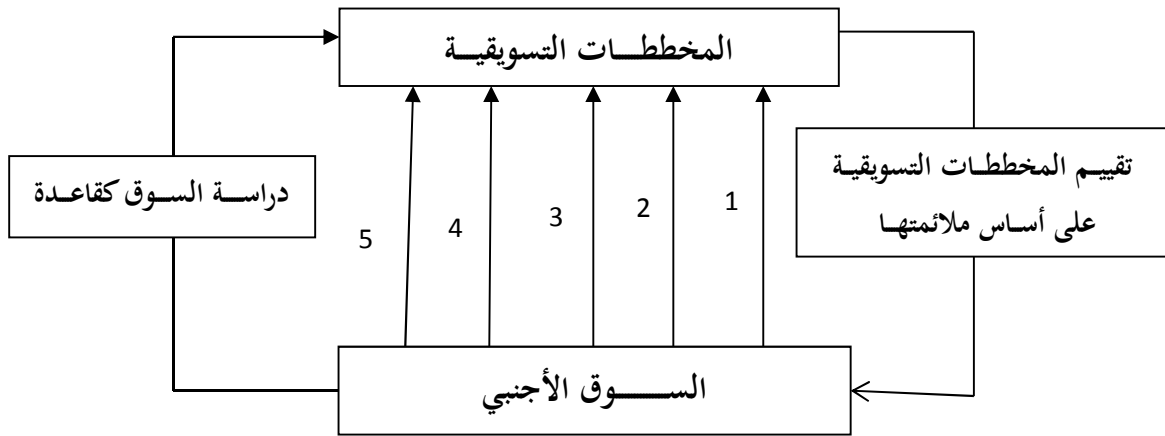 المخططات التسويقية
تقييم المخططات التسويقية
على أساس ملائمتها
دراسة السوق كقاعدة
1
2
3
4
5
السوق الأجنبي